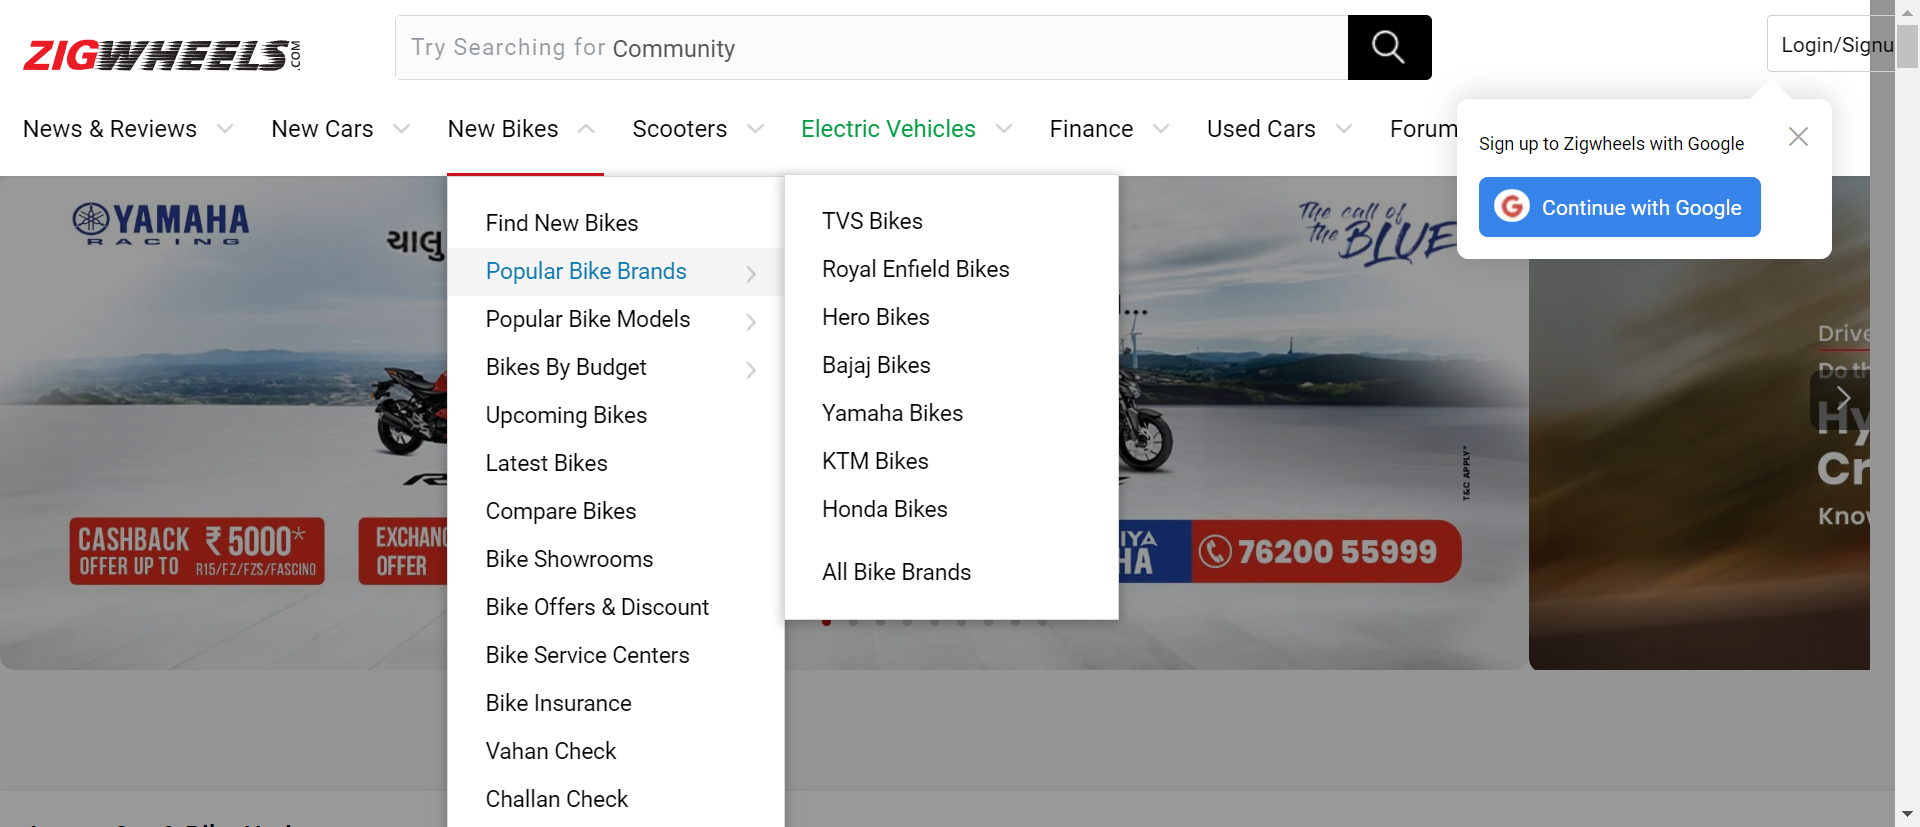 ZIGWHEELS.COM
Try Searching for Community
Login/Signu
News & Reviews
New Cars
New Bikes
Scooters
Electric Vehicles
Finance
Used Cars
Forum
Sign up to Zigwheels with Google
Continue with Google
Find New Bikes
Popular Bike Brands
Popular Bike Models
Bikes By Budget
Upcoming Bikes
Latest Bikes
Compare Bikes
Bike Showrooms
Bike Offers & Discount
Bike Service Centers
Bike Insurance
Vahan Check
Challan Check
TVS Bikes
Royal Enfield Bikes
Hero Bikes
Bajaj Bikes
Yamaha Bikes
KTM Bikes
Honda Bikes
All Bike Brands
YAMAHA
RACING
ચાલુ
The call of
the BLUE
CASHBACK ₹ 5000*
OFFER UP TO R15/FZ/FZS/FASCINO
EXCHAN
OFFER
IYA
HA
76200 55999
T&C APPLY*
Drive
Do th
Hy
Cr
Know